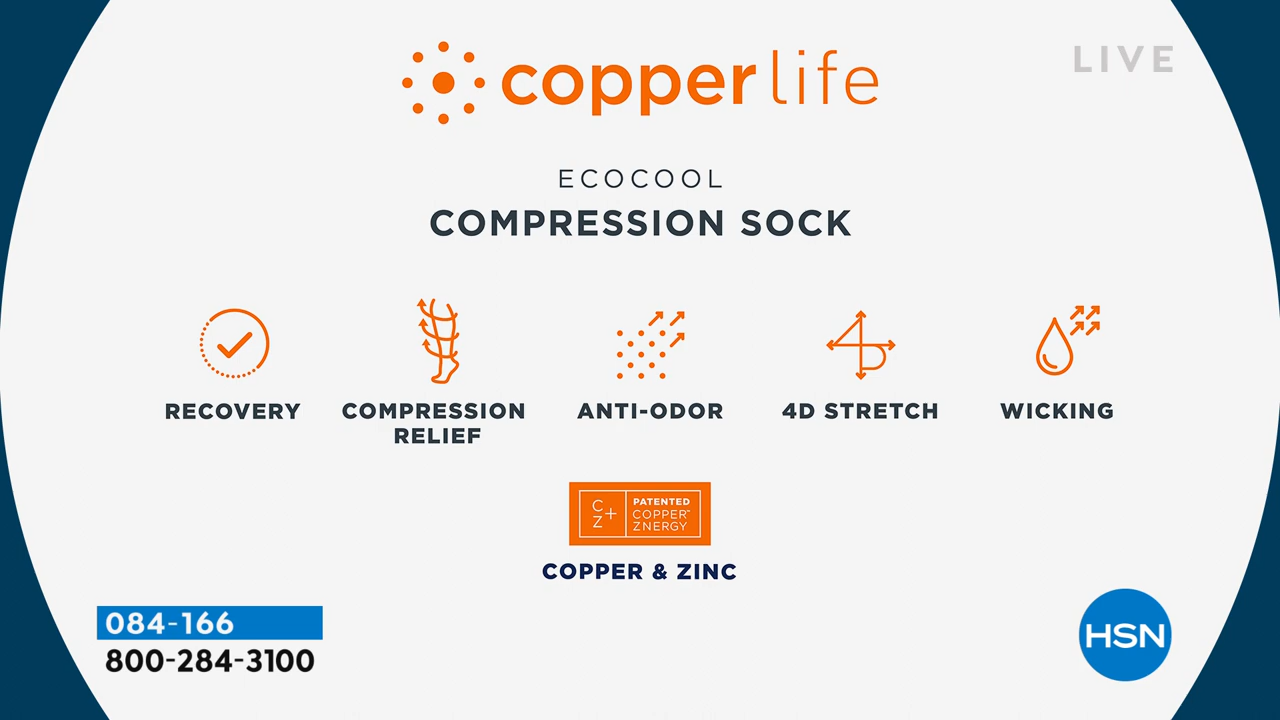 copperlife
LIVE
ECOCOOL
COMPRESSION SOCK
RECOVERY
COMPRESSION
RELIEF
ANTI-ODOR
4D STRETCH
WICKING
C+
Z
PATENTED
COPPER™
ZNERGY
COPPER & ZINC
084-166
800-284-3100
HSN